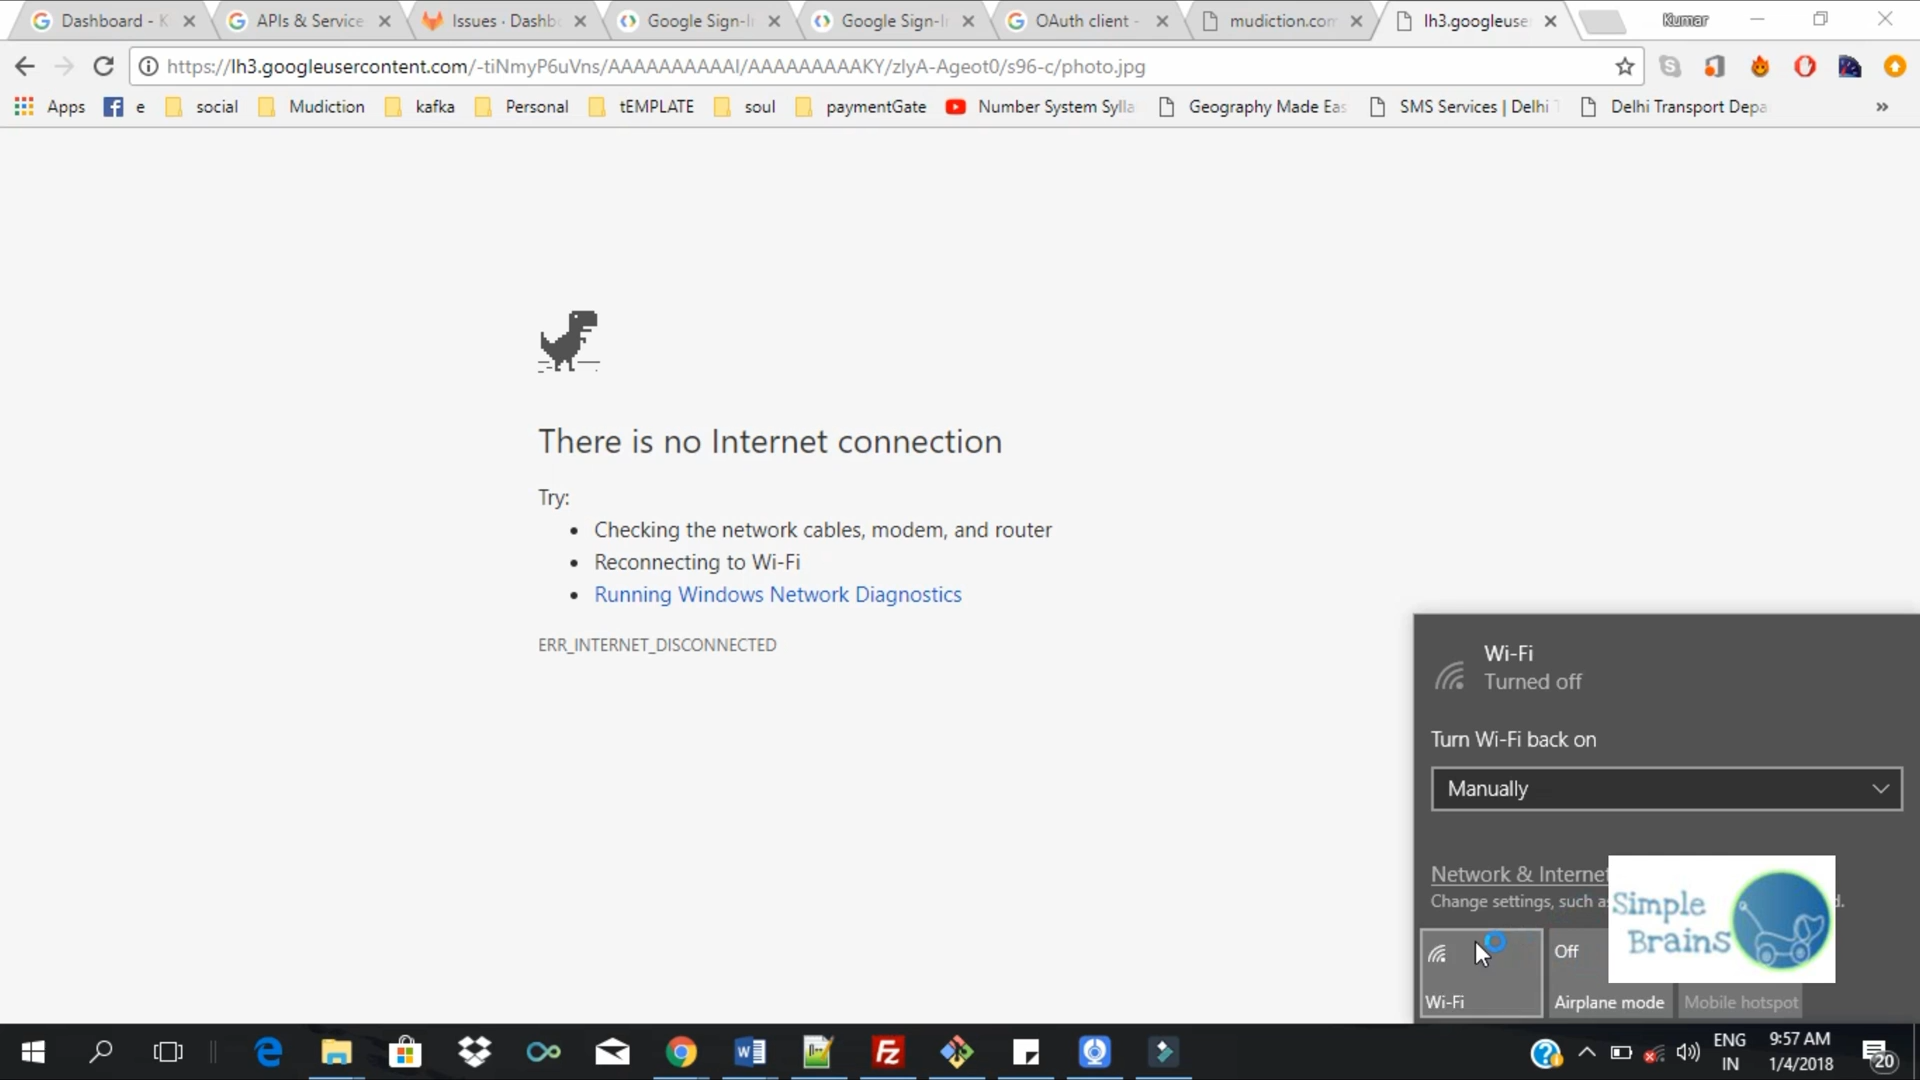 Dashboard - K
APIs & Service
Issues · Dashb
Google Sign-I
Google Sign-I
OAuth client -
mudiction.com
lh3.googleuse
Kumar
https://lh3.googleusercontent.com/-tiNmyP6uVns/AAAAAAAAAAI/AAAAAAAAAKY/zlyA-Ageot0/s96-c/photo.jpg
Apps
e
social
Mudiction
kafka
Personal
tEMPLATE
soul
paymentGate
Number System Sylla
Geography Made Eas
SMS Services | Delhi
Delhi Transport Depa
»
There is no Internet connection
Try:
• Checking the network cables, modem, and router
• Reconnecting to Wi-Fi
• Running Windows Network Diagnostics
ERR_INTERNET_DISCONNECTED
Wi-Fi
Turned off
Turn Wi-Fi back on
Manually
Network & Internet
Change settings, such as
d.
Simple
Brains
Off
Wi-Fi
Airplane mode
Mobile hotspot
ENG
IN
9:57 AM
1/4/2018
20